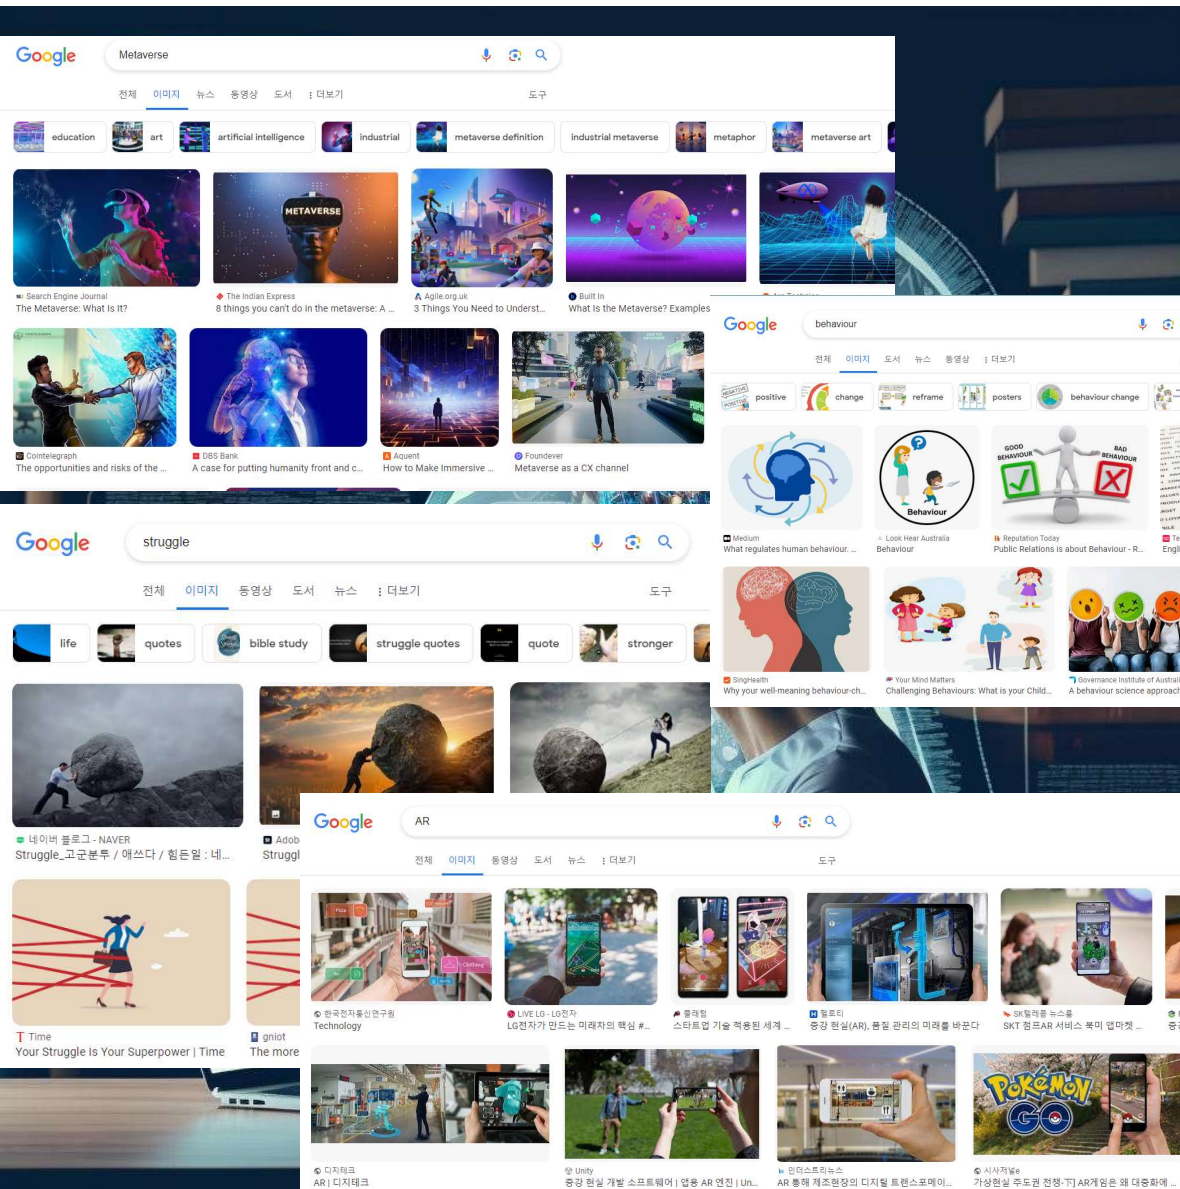 Google
Metaverse
전체 이미지 뉴스 동영상 도서 더보기 도구
education art artificial intelligence industrial metaverse definition industrial metaverse metaphor metaverse art
METAVERSE
Search Engine Journal
The Metaverse: What Is It?
The Indian Express
8 things you can't do in the metaverse: A ...
Agile.org.uk
3 Things You Need to Underst...
Built In
What Is the Metaverse? Examples
Cointelegraph
The opportunities and risks of the ...
DBS Bank
A case for putting humanity front and c...
Aquent
How to Make Immersive ...
Foundever
Metaverse as a CX channel
Google
behaviour
전체 이미지 도서 뉴스 동영상 더보기
NEGATIVE
POSITIVE
positive change reframe posters behaviour change
Behaviour
GOOD BEHAVIOUR
BAD BEHAVIOUR
Medium
What regulates human behaviour. ...
Look Hear Australia
Behaviour
Reputation Today
Public Relations is about Behaviour - R...
Te
Engli
SingHealth
Why your well-meaning behaviour-ch...
Your Mind Matters
Challenging Behaviours: What is your Child...
Governance Institute of Australi
A behaviour science approach
Google
struggle
전체 이미지 동영상 도서 뉴스 더보기 도구
life quotes bible study struggle quotes quote stronger
네이버 블로그 - NAVER
Struggle_고군분투 / 애쓰다 / 힘든일 : 네...
Adob
Struggl
Time
Your Struggle Is Your Superpower | Time
gniot
The more
Google
AR
전체 이미지 동영상 도서 뉴스 더보기 도구
Pizza
Clothing
한국전자통신연구원
Technology
LiVE LG - LG전자
LG전자가 만드는 미래차의 핵심 #...
플래텀
스타트업 기술 적용된 세계 ...
헬로티
증강 현실(AR), 품질 관리의 미래를 바꾼다
SK텔레콤 뉴스룸
SKT 점프AR 서비스 북미 앱마켓 ...
POKÉMON
GO
디지테크
AR | 디지테크
Unity
증강 현실 개발 소프트웨어 | 앱용 AR 엔진 | Un...
인더스트리뉴스
AR 통해 제조현장의 디지털 트랜스포메이...
시사저널e
가상현실 주도권 전쟁-下] AR게임은 왜 대중화에 ...